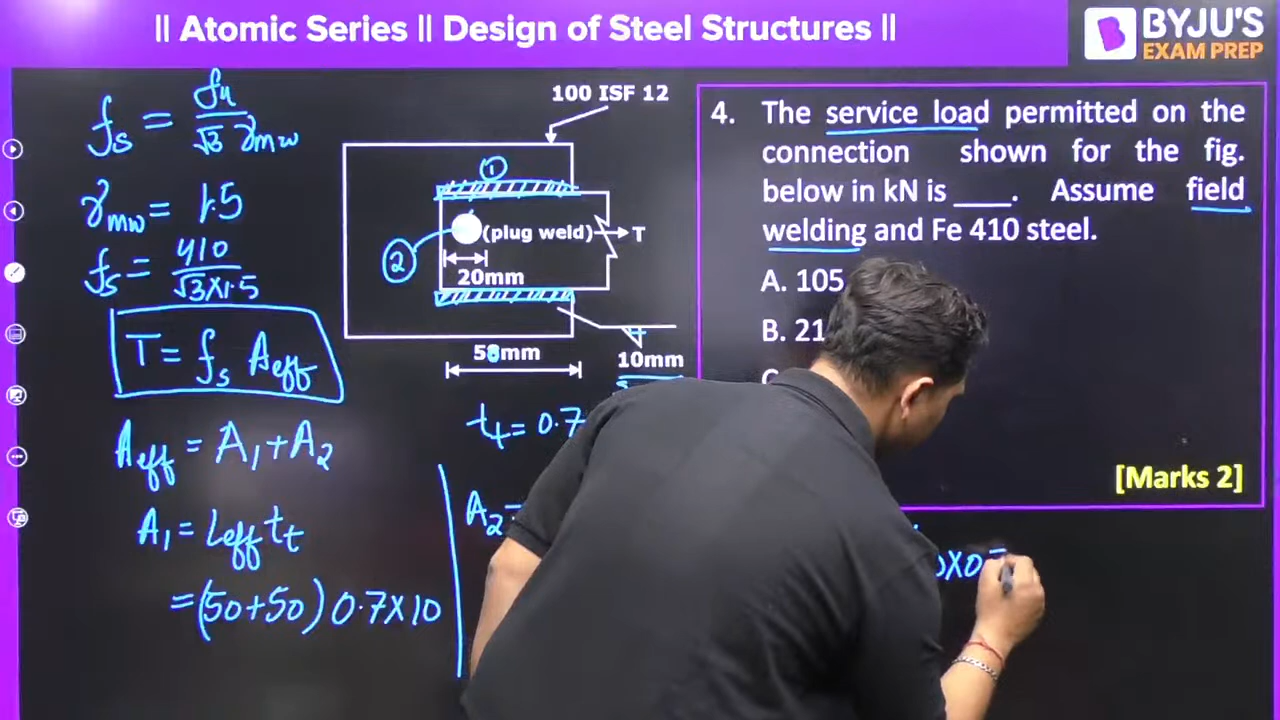 || Atomic Series || Design of Steel Structures ||
BYJU'S
EXAM PREP
fs = fu / √3 γmw
γmw = 1.5
fs = 410 / √3×1.5
T = fs Aeff
Aeff = A1 + A2
A1 = Leff tt
= (50+50) 0.7×10
100 ISF 12
①
②
(plug weld)
T
20mm
50mm
10mm
tt = 0.7
A2 =
4. The service load permitted on the
connection shown for the fig.
below in kN is ____. Assume field
welding and Fe 410 steel.
A. 105
B. 21
[Marks 2]